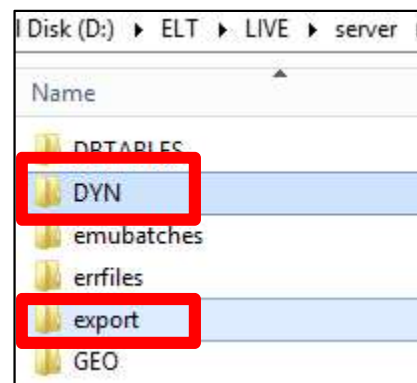 l Disk (D:) ▸ ELT ▸ LIVE ▸ server
Name
DBTABLES
DYN
emubatches
errfiles
export
GEO